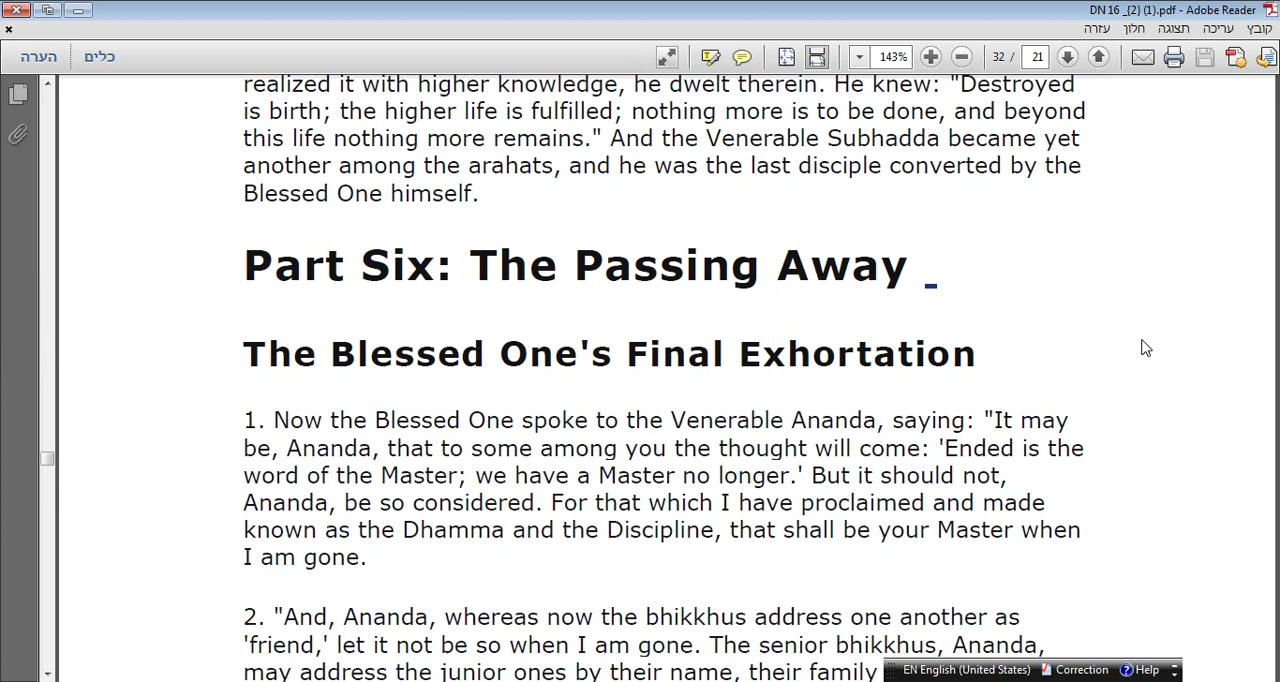 DN 16 _{2} (1).pdf - Adobe Reader
קובץ עריכה תצוגה חלון עזרה
הערה כלים 143% 32 / 21
realized it with higher knowledge, he dwelt therein. He knew: "Destroyed
is birth; the higher life is fulfilled; nothing more is to be done, and beyond
this life nothing more remains." And the Venerable Subhadda became yet
another among the arahats, and he was the last disciple converted by the
Blessed One himself.
Part Six: The Passing Away
The Blessed One's Final Exhortation
1. Now the Blessed One spoke to the Venerable Ananda, saying: "It may
be, Ananda, that to some among you the thought will come: 'Ended is the
word of the Master; we have a Master no longer.' But it should not,
Ananda, be so considered. For that which I have proclaimed and made
known as the Dhamma and the Discipline, that shall be your Master when
I am gone.
2. "And, Ananda, whereas now the bhikkhus address one another as
'friend,' let it not be so when I am gone. The senior bhikkhus, Ananda,
may address the junior ones by their name, their family
EN English (United States) Correction Help